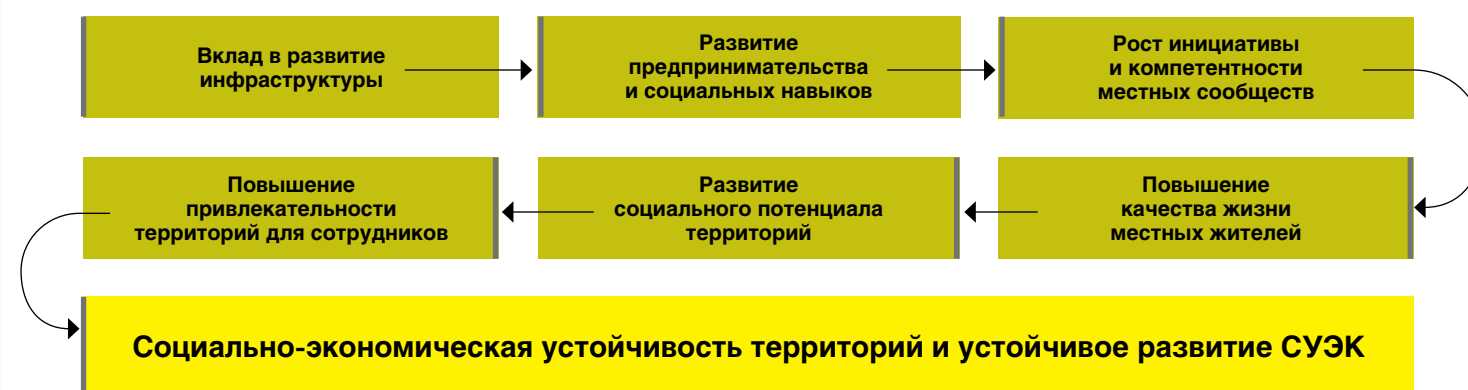 Вклад в развитие
инфраструктуры
Развитие
предпринимательства
и социальных навыков
Рост инициативы
и компетентности
местных сообществ
Повышение
качества жизни
местных жителей
Развитие
социального потенциала
территорий
Повышение
привлекательности
территорий для сотрудников
Социально-экономическая устойчивость территорий и устойчивое развитие СУЭК